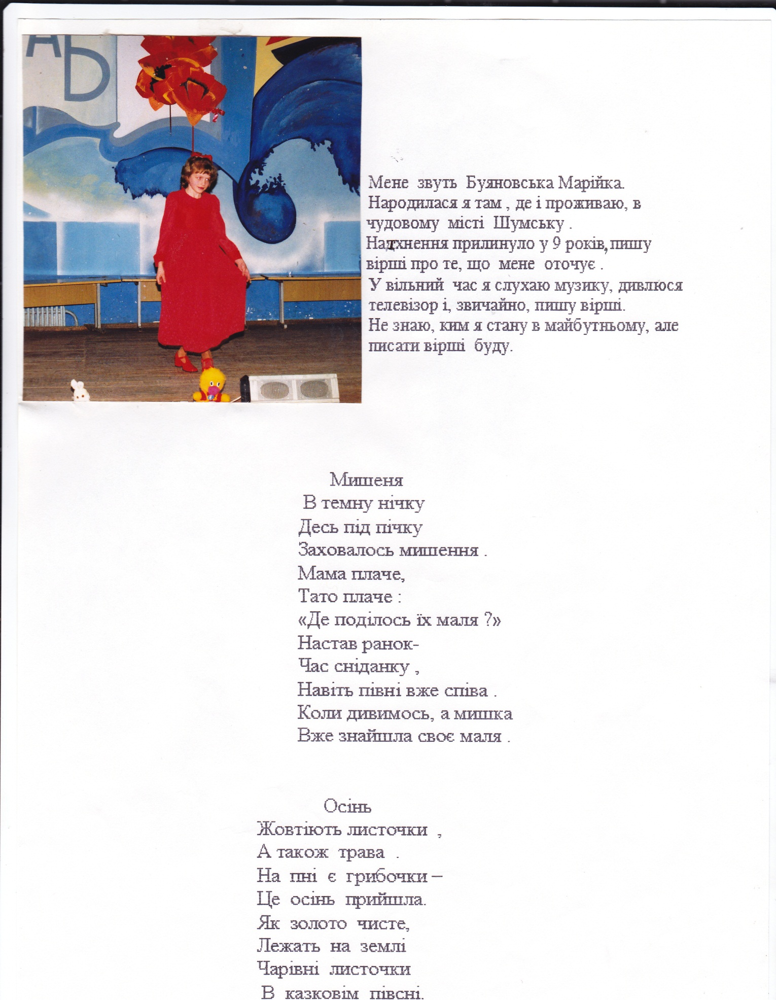 АЬ
Мене звуть Буяновська Марійка.
Народилася я там , де і проживаю, в
чудовому місті Шумську .
Натхнення прилинуло у 9 років, пишу
вірші про те, що мене оточує .
У вільний час я слухаю музику, дивлюся
телевізор і, звичайно, пишу вірші.
Не знаю, ким я стану в майбутньому, але
писати вірші буду.
Мишеня
В темну нічку
Десь під пічку
Заховалось мишення .
Мама плаче,
Тато плаче :
«Де поділось їх маля ?»
Настав ранок-
Час сніданку ,
Навіть півні вже співа .
Коли дивимось, а мишка
Вже знайшла своє маля .
Осінь
Жовтіють листочки ,
А також трава .
На пні є грибочки –
Це осінь прийшла.
Як золото чисте,
Лежать на землі
Чарівні листочки
В казковім півсні.